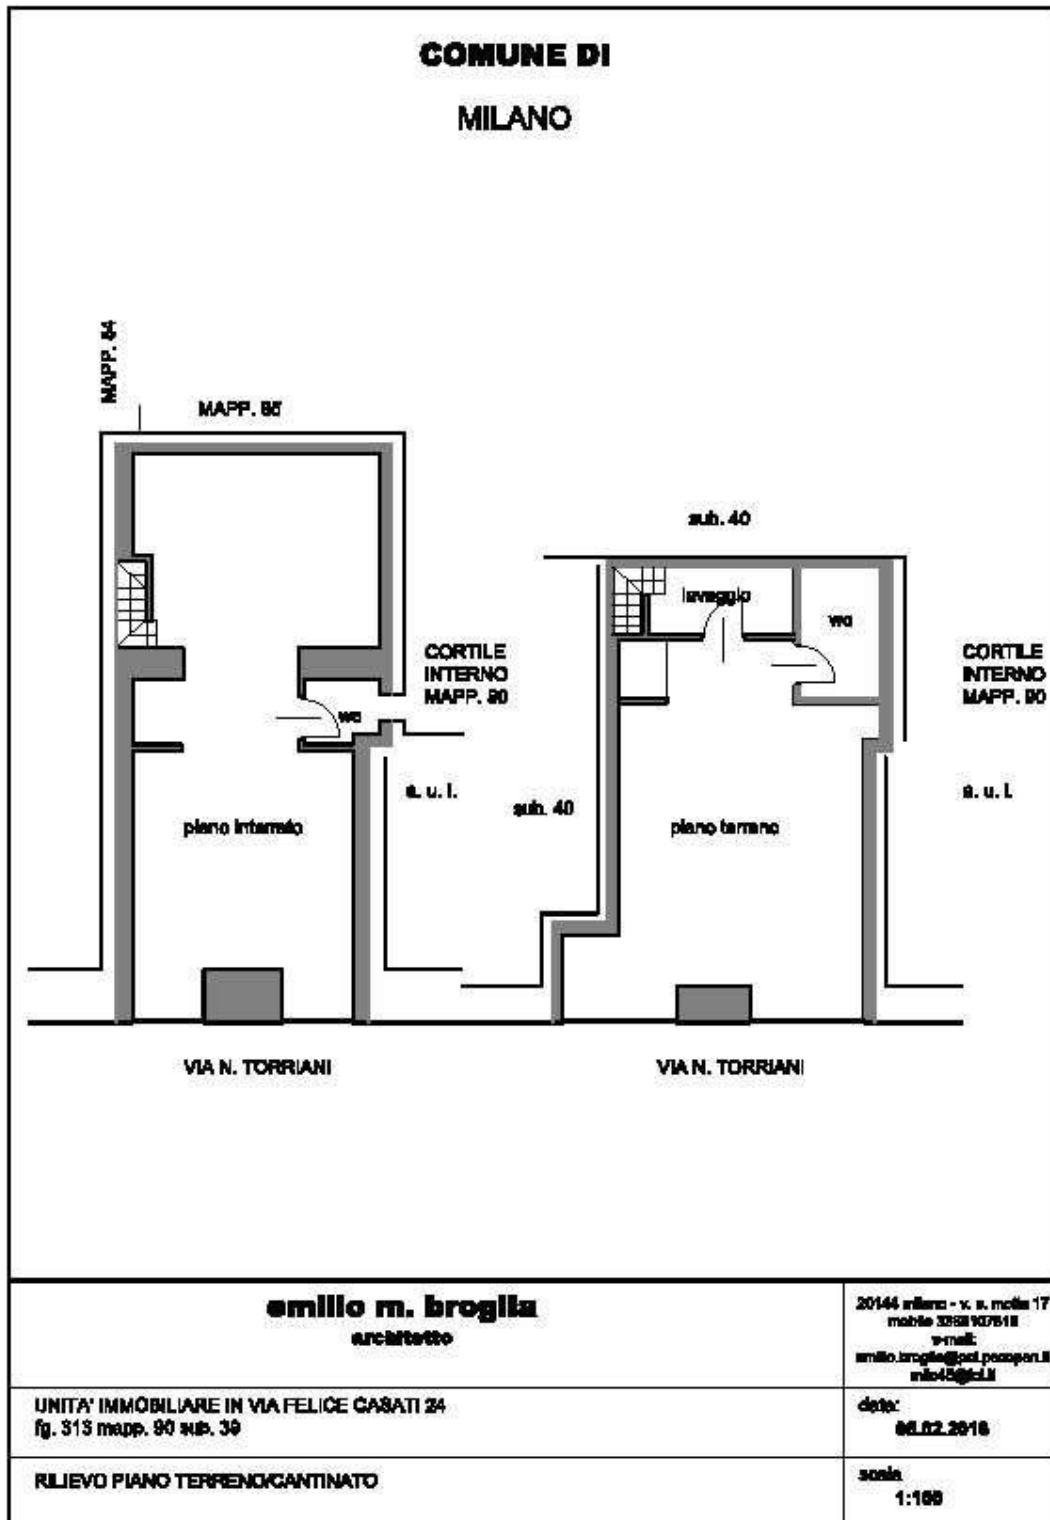 COMUNE DI
MILANO
MAPP. 84
MAPP. 85
sub. 40
lavaggio
wc
CORTILE
INTERNO
MAPP. 90
CORTILE
INTERNO
MAPP. 90
wc
a. u. i.
a. u. i.
sub. 40
piano interrato
piano terreno
VIA N. TORRIANI
VIA N. TORRIANI
emilio m. broglia
architetto
20144 milano - v. e. motta 17
mobile
e-mail:
UNITA' IMMOBILIARE IN VIA FELICE CASATI 24
fg. 313 mapp. 90 sub. 39
data:
RILIEVO PIANO TERRENO/CANTINATO
scala
1:100